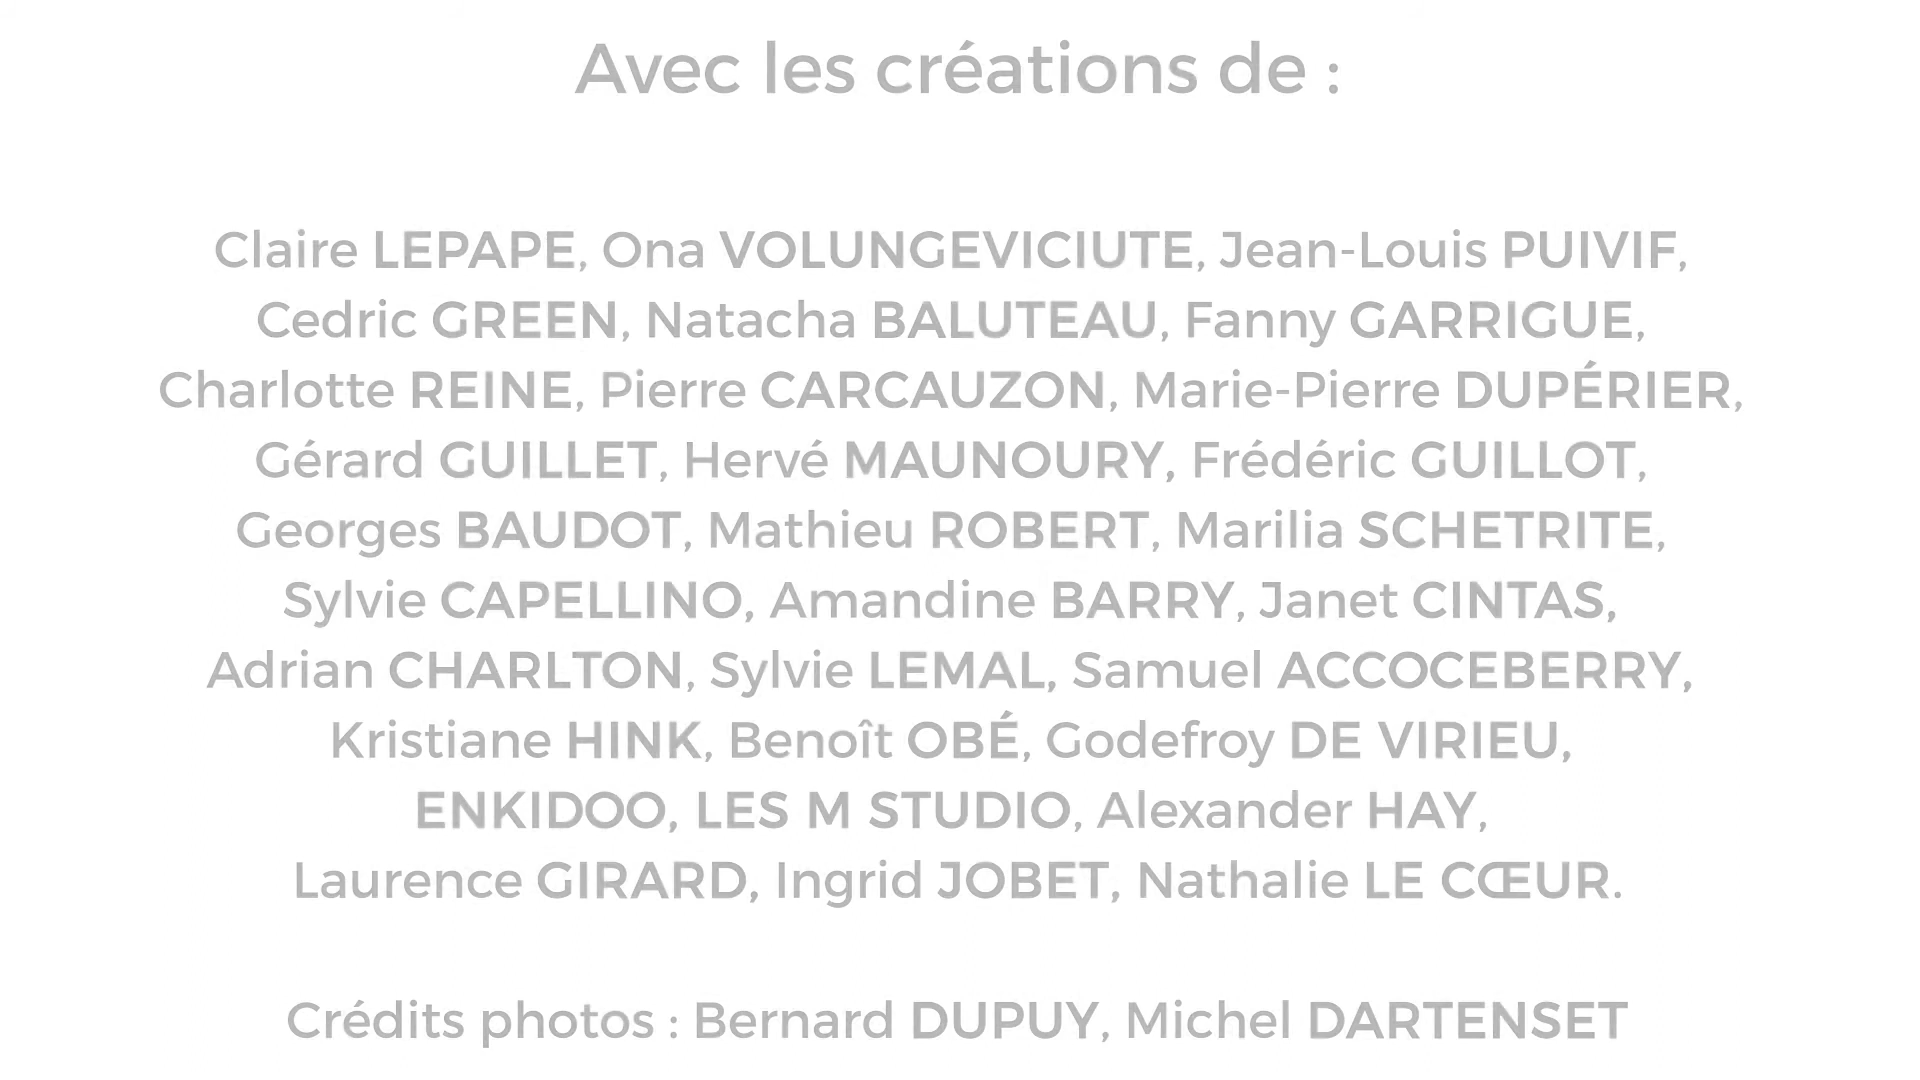 Avec les créations de :
Claire LEPAPE, Ona VOLUNGEVICIUTE, Jean-Louis PUIVIF,
Cedric GREEN, Natacha BALUTEAU, Fanny GARRIGUE,
Charlotte REINE, Pierre CARCAUZON, Marie-Pierre DUPÉRIER,
Gérard GUILLET, Hervé MAUNOURY, Frédéric GUILLOT,
Georges BAUDOT, Mathieu ROBERT, Marilia SCHETRITE,
Sylvie CAPELLINO, Amandine BARRY, Janet CINTAS,
Adrian CHARLTON, Sylvie LEMAL, Samuel ACCOCEBERRY,
Kristiane HINK, Benoît OBÉ, Godefroy DE VIRIEU,
ENKIDOO, LES M STUDIO, Alexander HAY,
Laurence GIRARD, Ingrid JOBET, Nathalie LE CŒUR.
Crédits photos : Bernard DUPUY, Michel DARTENSET